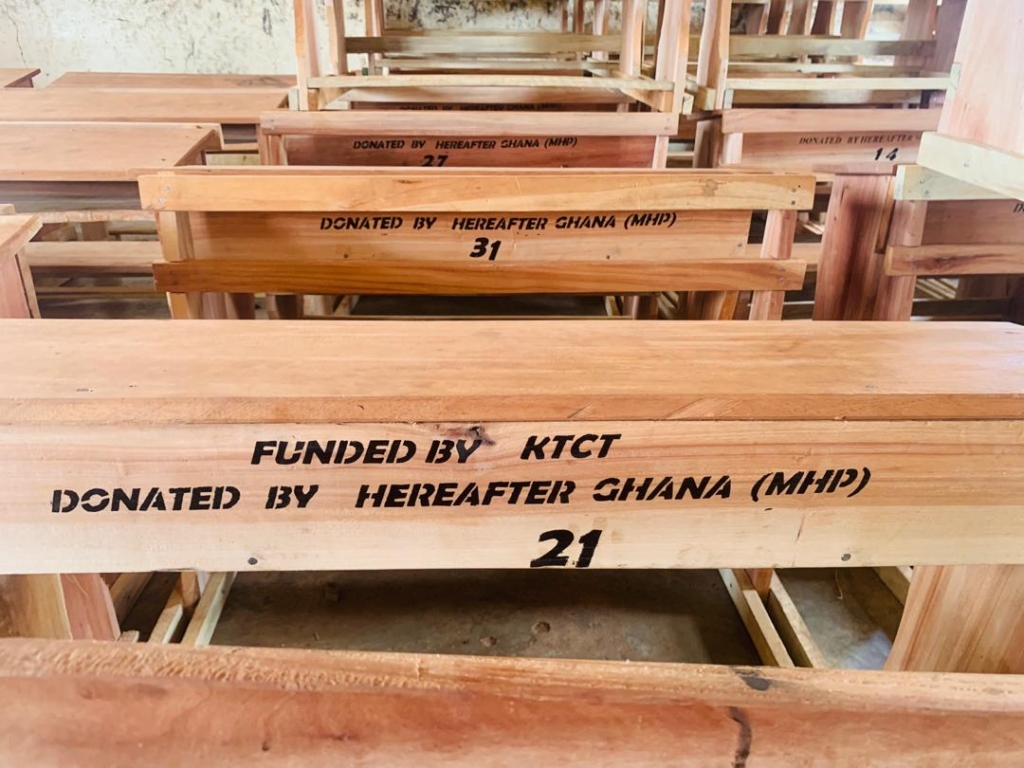 DONATED BY HEREAFTER GHANA (MHP)
27
DONATED BY HEREAFTER
14
DONATED BY HEREAFTER GHANA (MHP)
31
FUNDED BY KTCT
DONATED BY HEREAFTER GHANA (MHP)
21